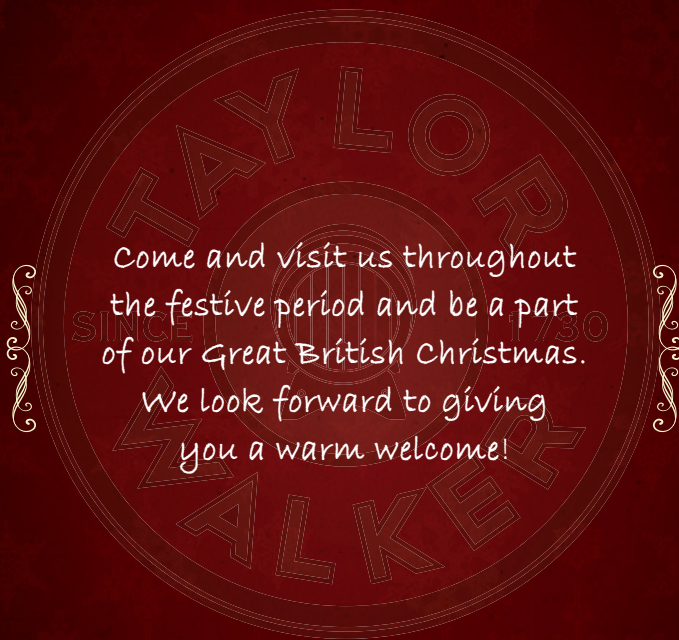 TAYLOR
Come and visit us throughout
the festive period and be a part
SINCE 1730
of our Great British Christmas.
We look forward to giving
you a warm welcome!
WALKER